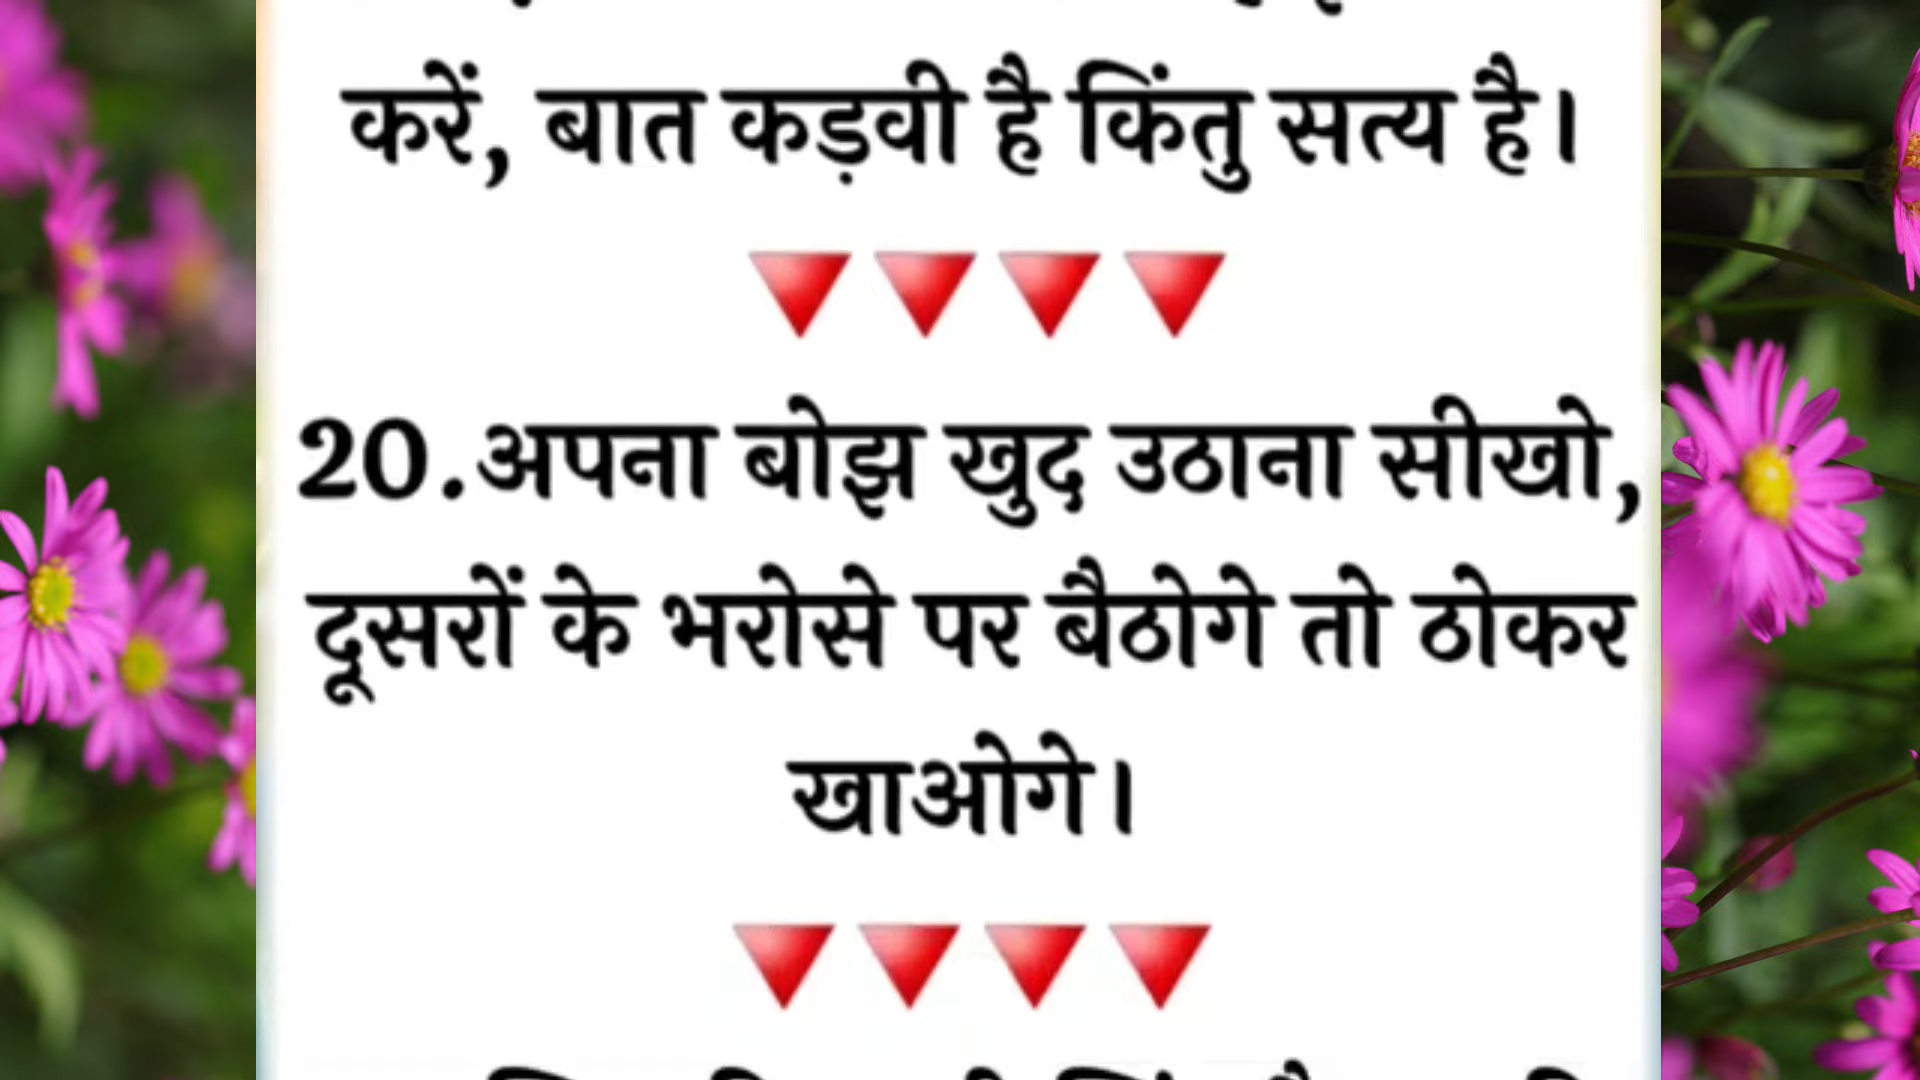 करें, बात कड़वी है किंतु सत्य है।
20.अपना बोझ खुद उठाना सीखो,
दूसरों के भरोसे पर बैठोगे तो ठोकर
खाओगे।